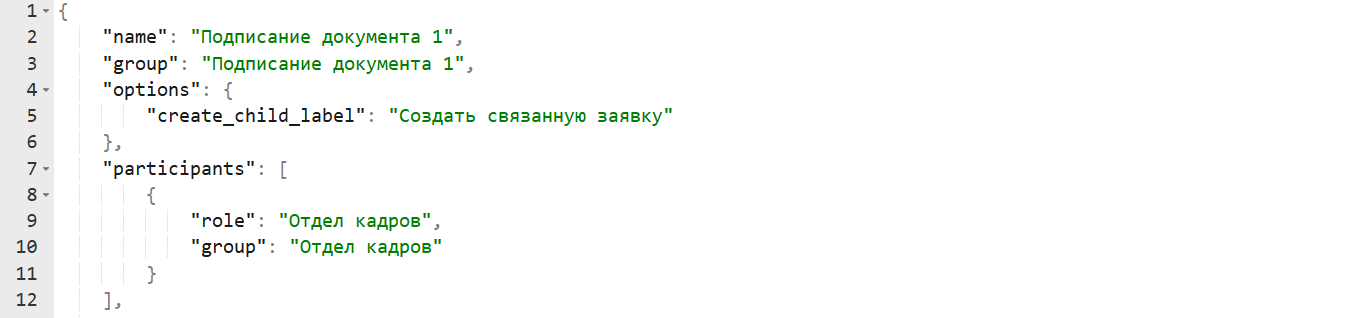 1 {
2 "name": "Подписание документа 1",
3 "group": "Подписание документа 1",
4 "options": {
5 "create_child_label": "Создать связанную заявку"
6 },
7 "participants": [
8 {
9 "role": "Отдел кадров",
10 "group": "Отдел кадров"
11 }
12 ],